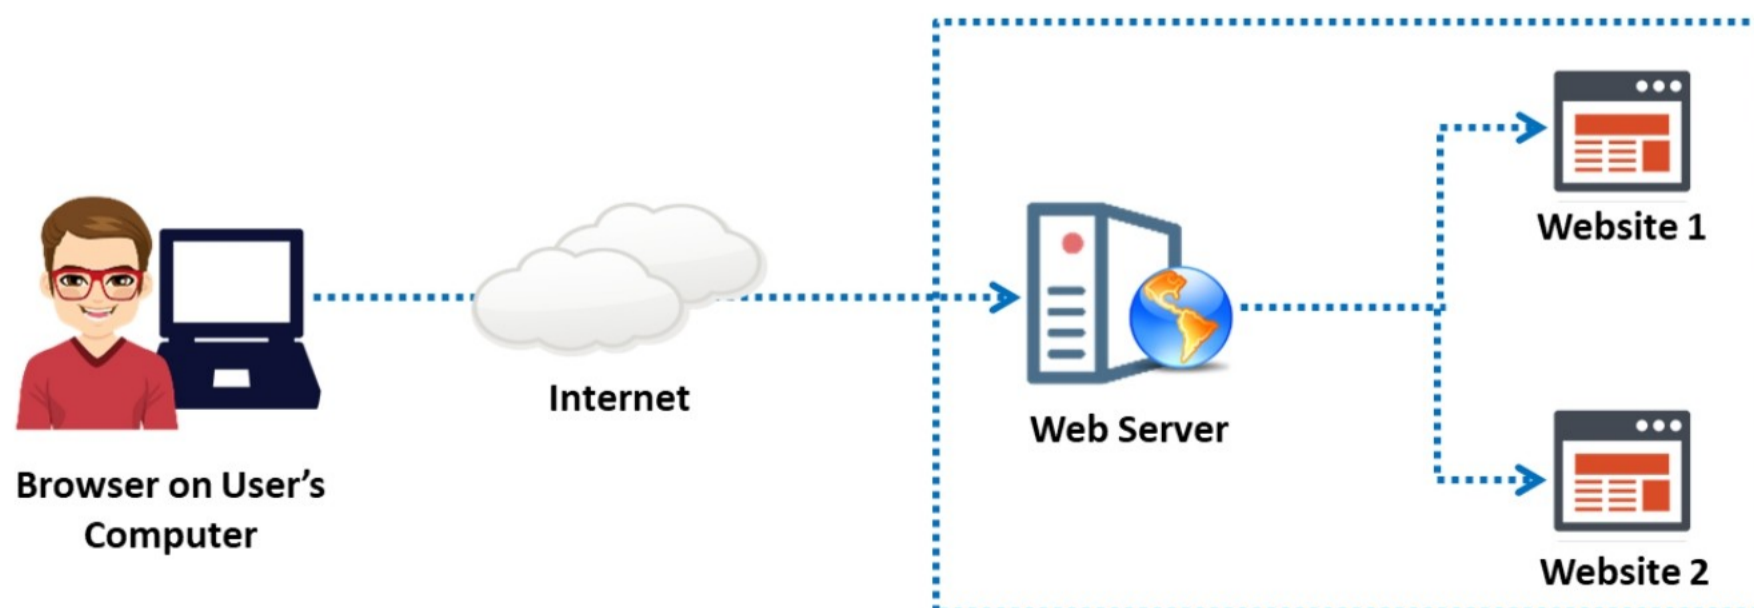 Website 1
Internet
Web Server
Browser on User's
Computer
Website 2